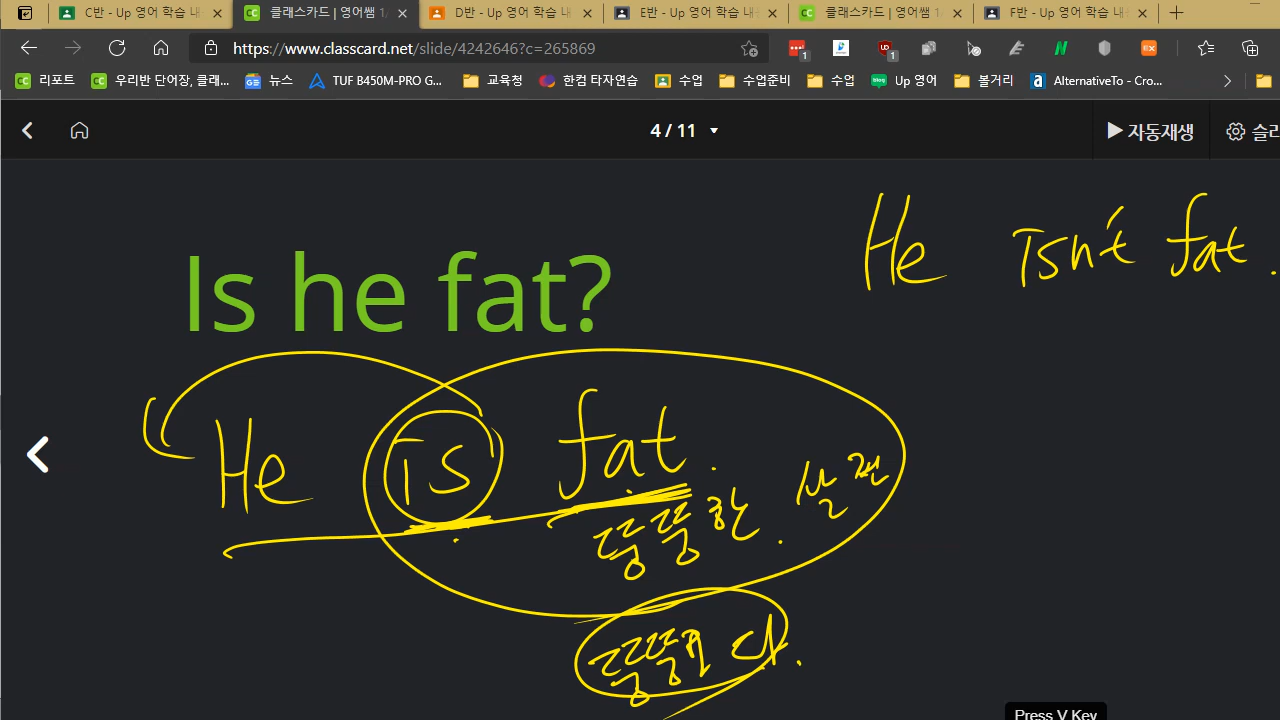 C반 - Up 영어 학습 내
클래스카드 | 영어쌤 1/
D반 - Up 영어 학습 내
E반 - Up 영어 학습 내
클래스카드 | 영어쌤 1/
F반 - Up 영어 학습 내
https://www.classcard.net/slide/4242646?c=265869
리포트
우리반 단어장, 클래...
뉴스
TUF B450M-PRO G...
교육창
한컴 타자연습
수업
수업준비
수업
Up 영어
볼거리
AlternativeTo - Cro...
4 / 11
자동재생
슬라
He isn't fat.
Is he fat?
He is fat.
뚱뚱한.
뚱뚱하다.
Press V Key